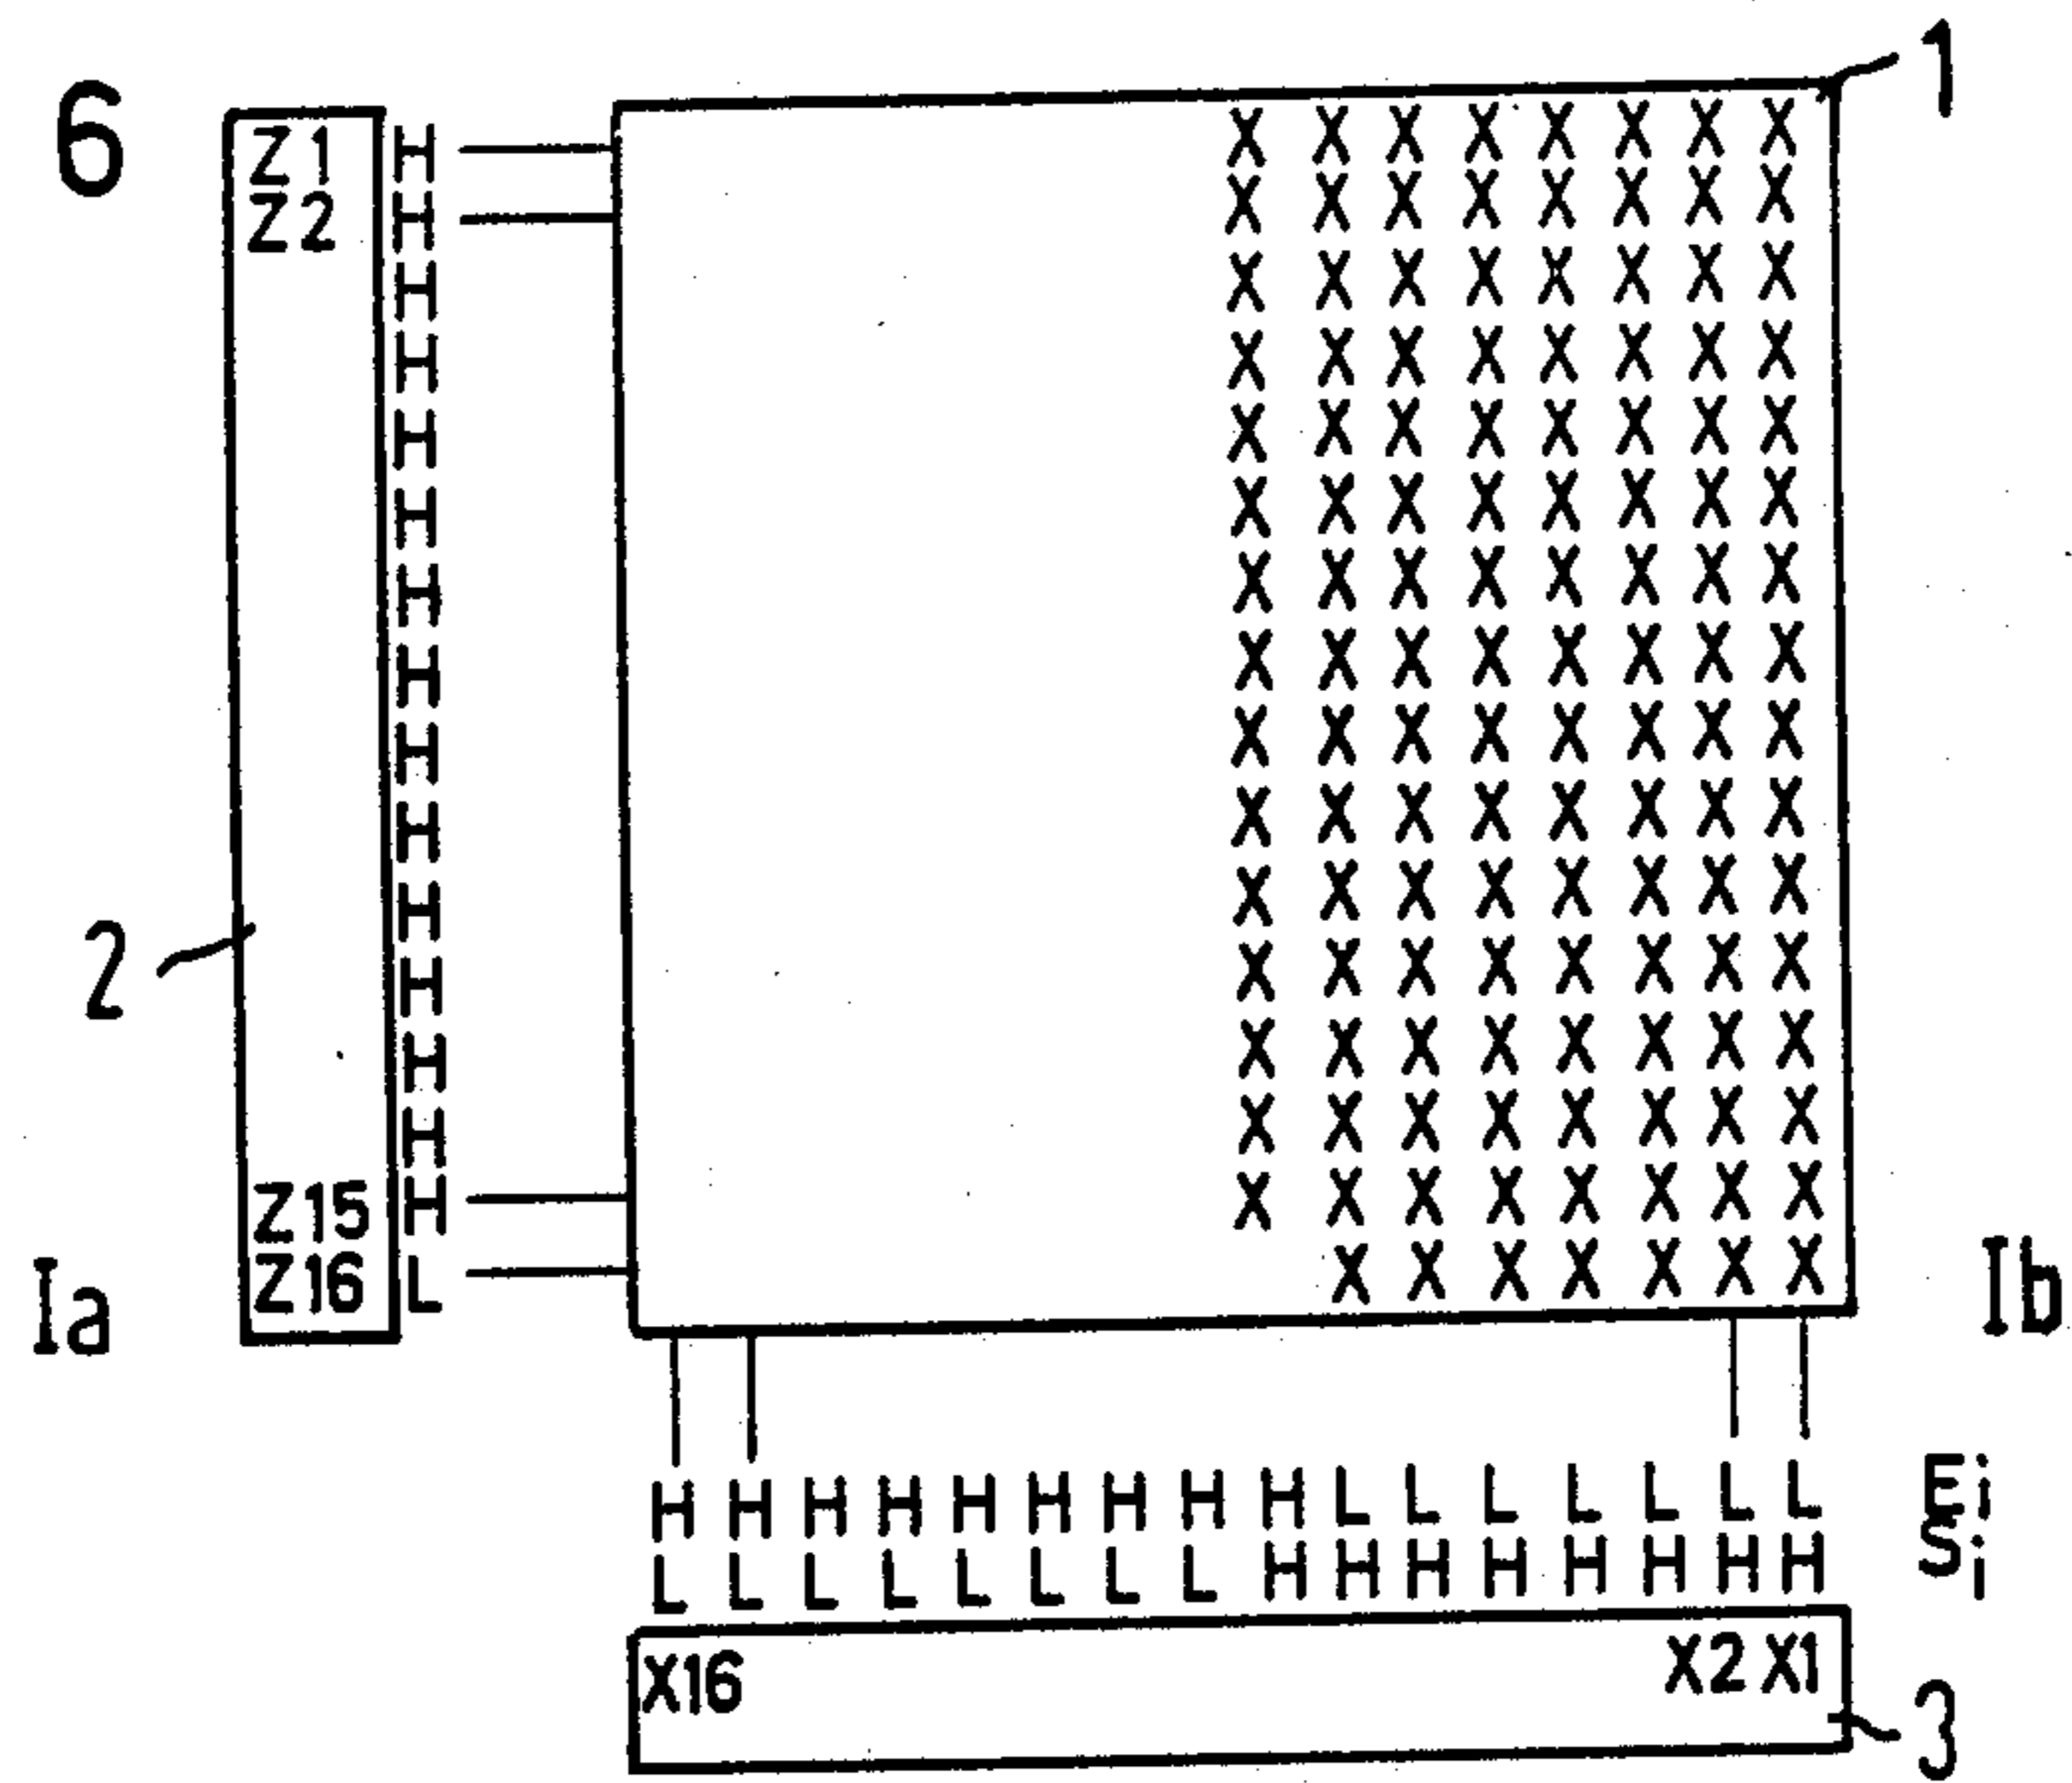 1
6 Z1 H X X X X X X X X
Z2 H X X X X X X X X
H X X X X X X X X
H X X X X X X X X
H X X X X X X X X
H X X X X X X X X
H X X X X X X X X
H X X X X X X X X
H X X X X X X X X
H X X X X X X X X
H X X X X X X X X
2 H X X X X X X X X
H X X X X X X X X
H X X X X X X X X
Z15 H X X X X X X X X
Ia Z16 L X X X X X X X Ib
H H H H H H H H H L L L L L L L Ei
L L L L L L L L H H H H H H H H Si
X16 X2 X1
3